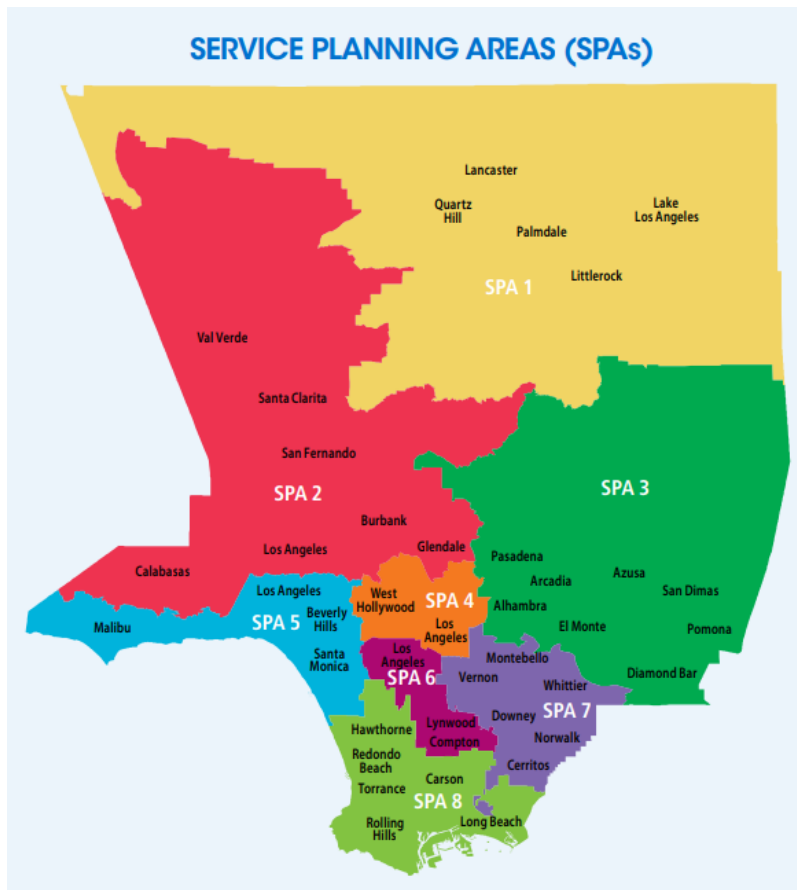 SERVICE PLANNING AREAS (SPAs)
Lancaster
Quartz
Hill
Lake
Los Angeles
Palmdale
Littlerock
SPA 1
Val Verde
Santa Clarita
San Fernando
SPA 2
SPA 3
Burbank
Los Angeles
Glendale
Calabasas
Pasadena
Arcadia
Azusa
San Dimas
Alhambra
El Monte
Pomona
Diamond Bar
Los Angeles
Beverly
Hills
SPA 5
Malibu
Santa
Monica
West
Hollywood
SPA 4
Los
Angeles
Los
Angeles
SPA 6
Lynwood
Compton
Montebello
Vernon
Whittier
Downey
SPA 7
Norwalk
Cerritos
Hawthorne
Redondo
Beach
Torrance
Carson
SPA 8
Rolling
Hills
Long Beach